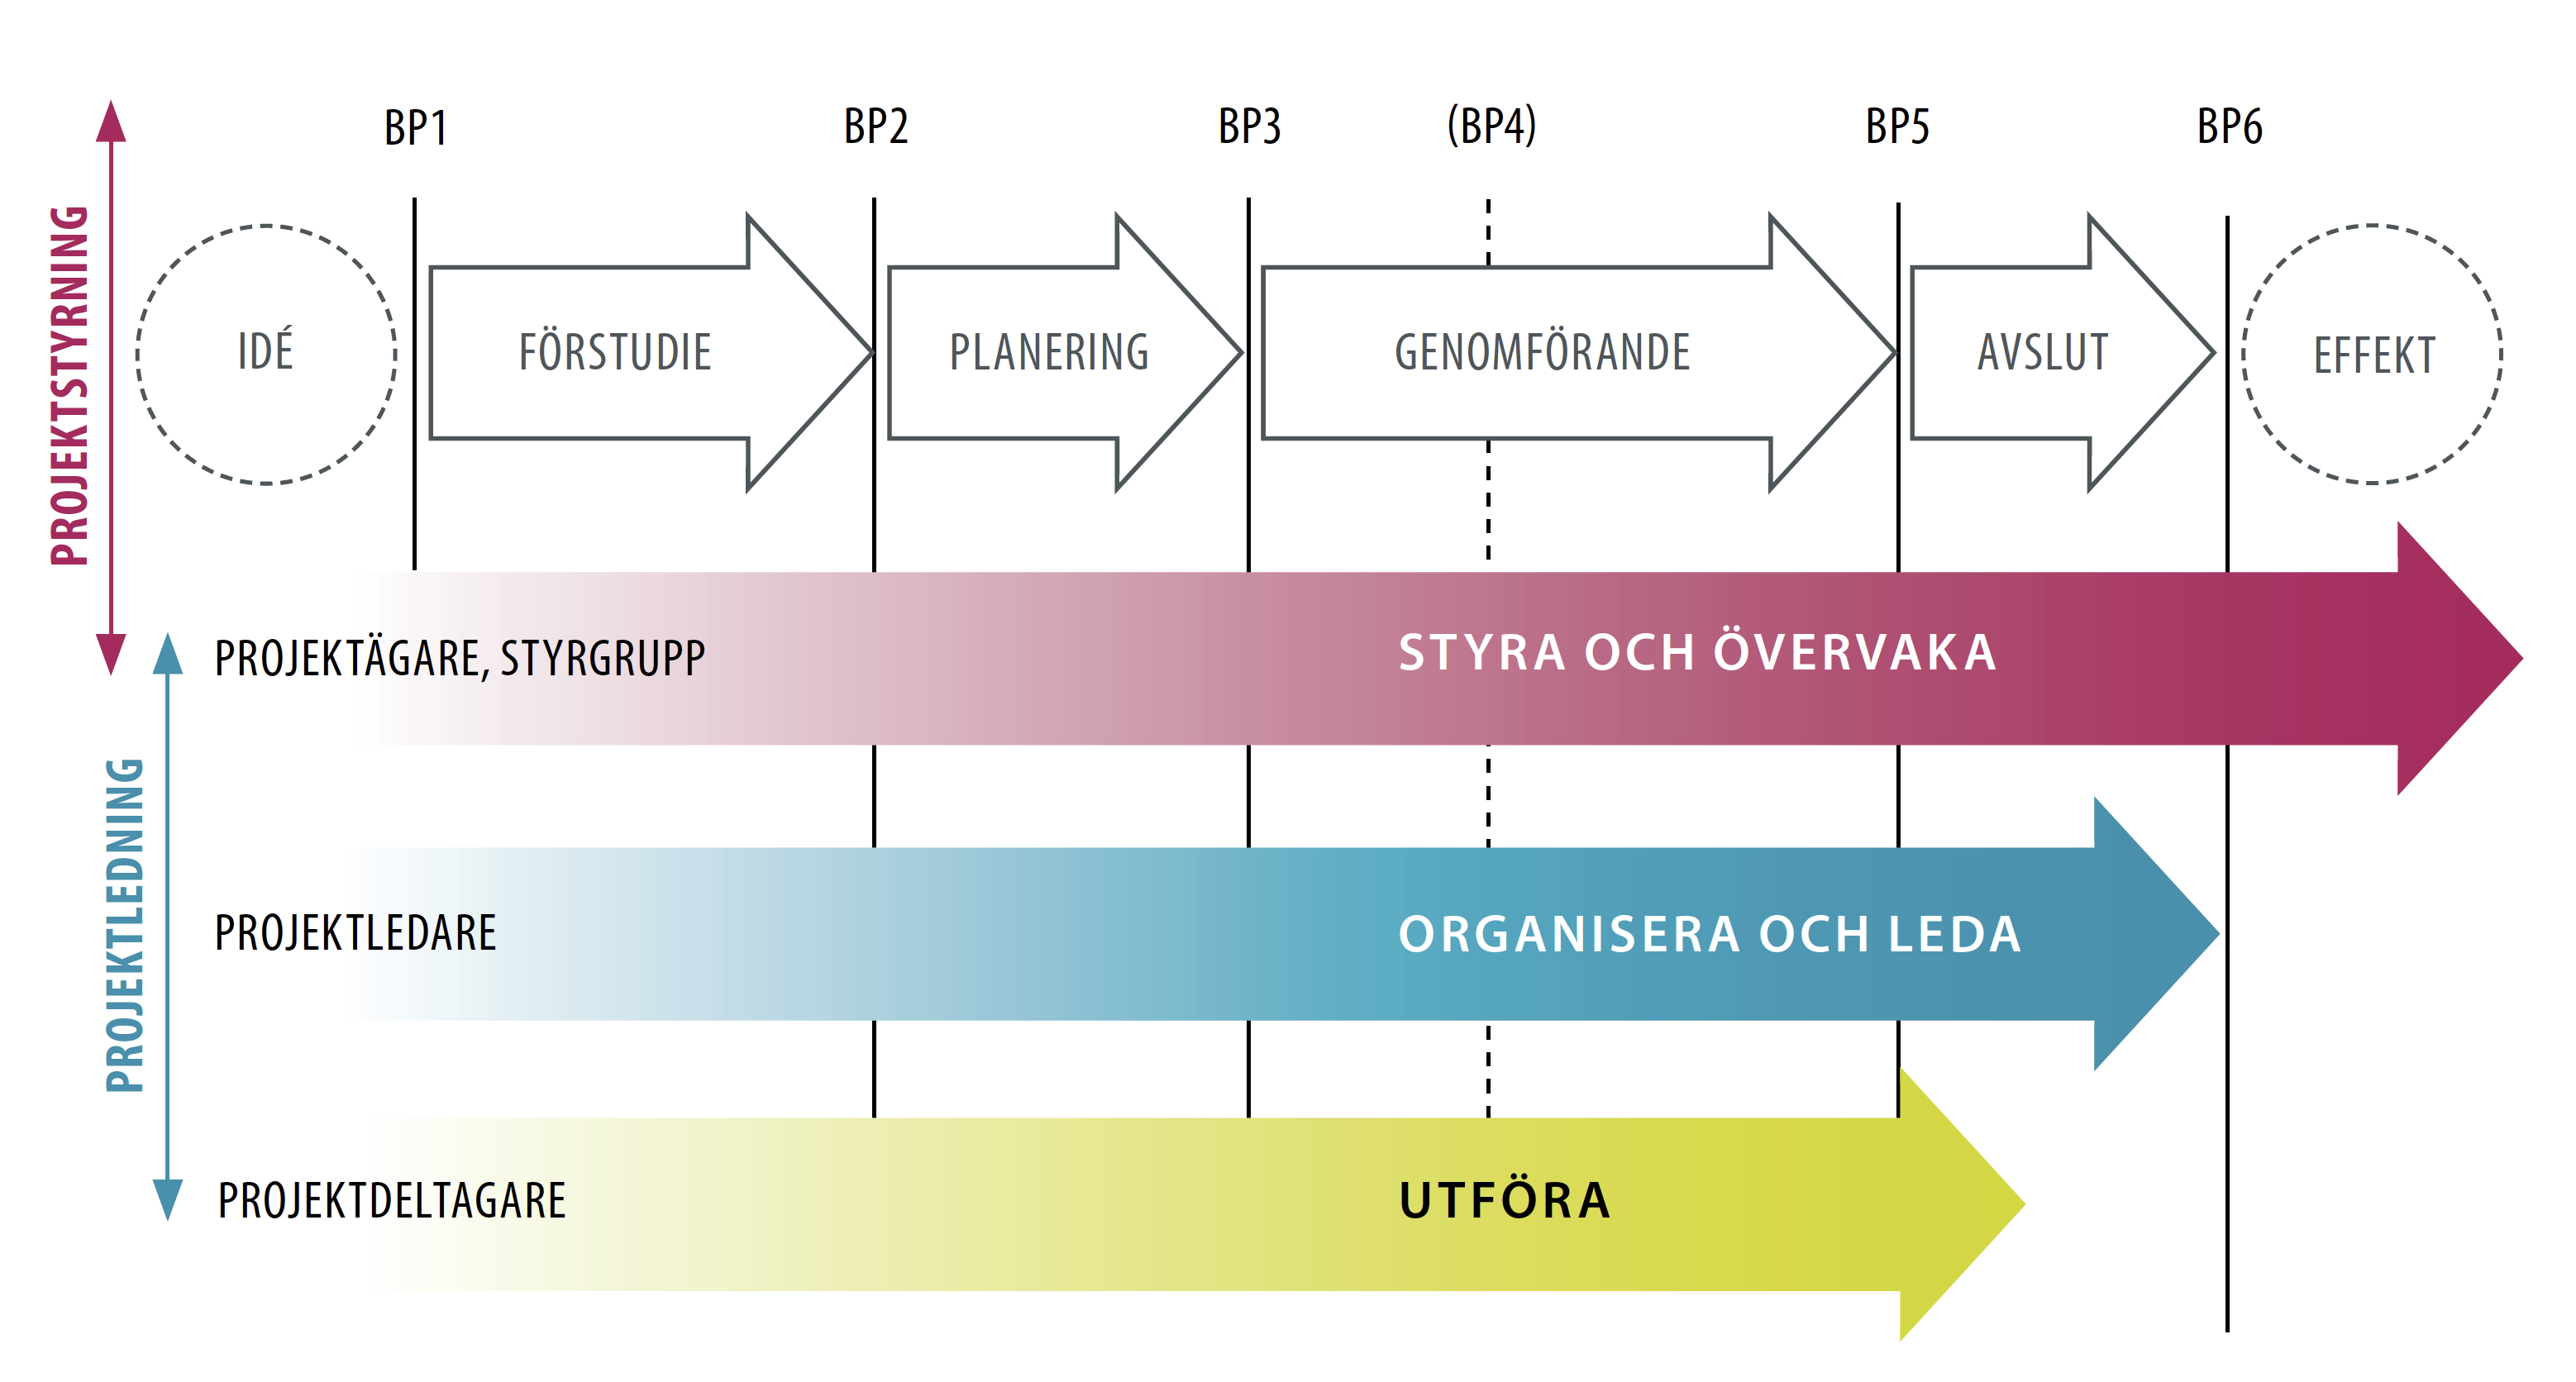 BP1
BP2
BP3
(BP4)
BP5
BP6
PROJEKTSTYRNING
IDÉ
FÖRSTUDIE
PLANERING
GENOMFÖRANDE
AVSLUT
EFFEKT
PROJEKTÄGARE, STYRGRUPP
STYRA OCH ÖVERVAKA
PROJEKTLEDNING
PROJEKTLEDARE
ORGANISERA OCH LEDA
PROJEKTDELTAGARE
UTFÖRA